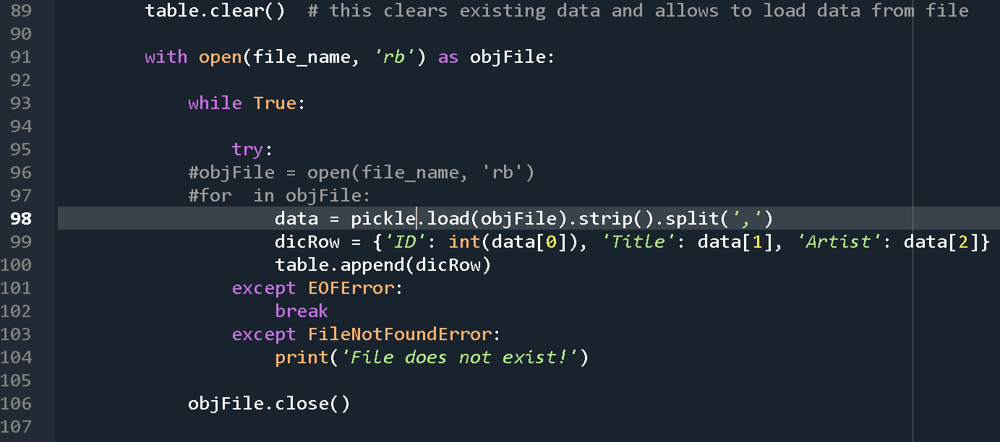 89 table.clear()  # this clears existing data and allows to load data from file
90
91 with open(file_name, 'rb') as objFile:
92
93 while True:
94
95 try:
96 #objFile = open(file_name, 'rb')
97 #for  in objFile:
98 data = pickle.load(objFile).strip().split(',')
99 dicRow = {'ID': int(data[0]), 'Title': data[1], 'Artist': data[2]}
100 table.append(dicRow)
101 except EOFError:
102 break
103 except FileNotFoundError:
104 print('File does not exist!')
105
106 objFile.close()
107